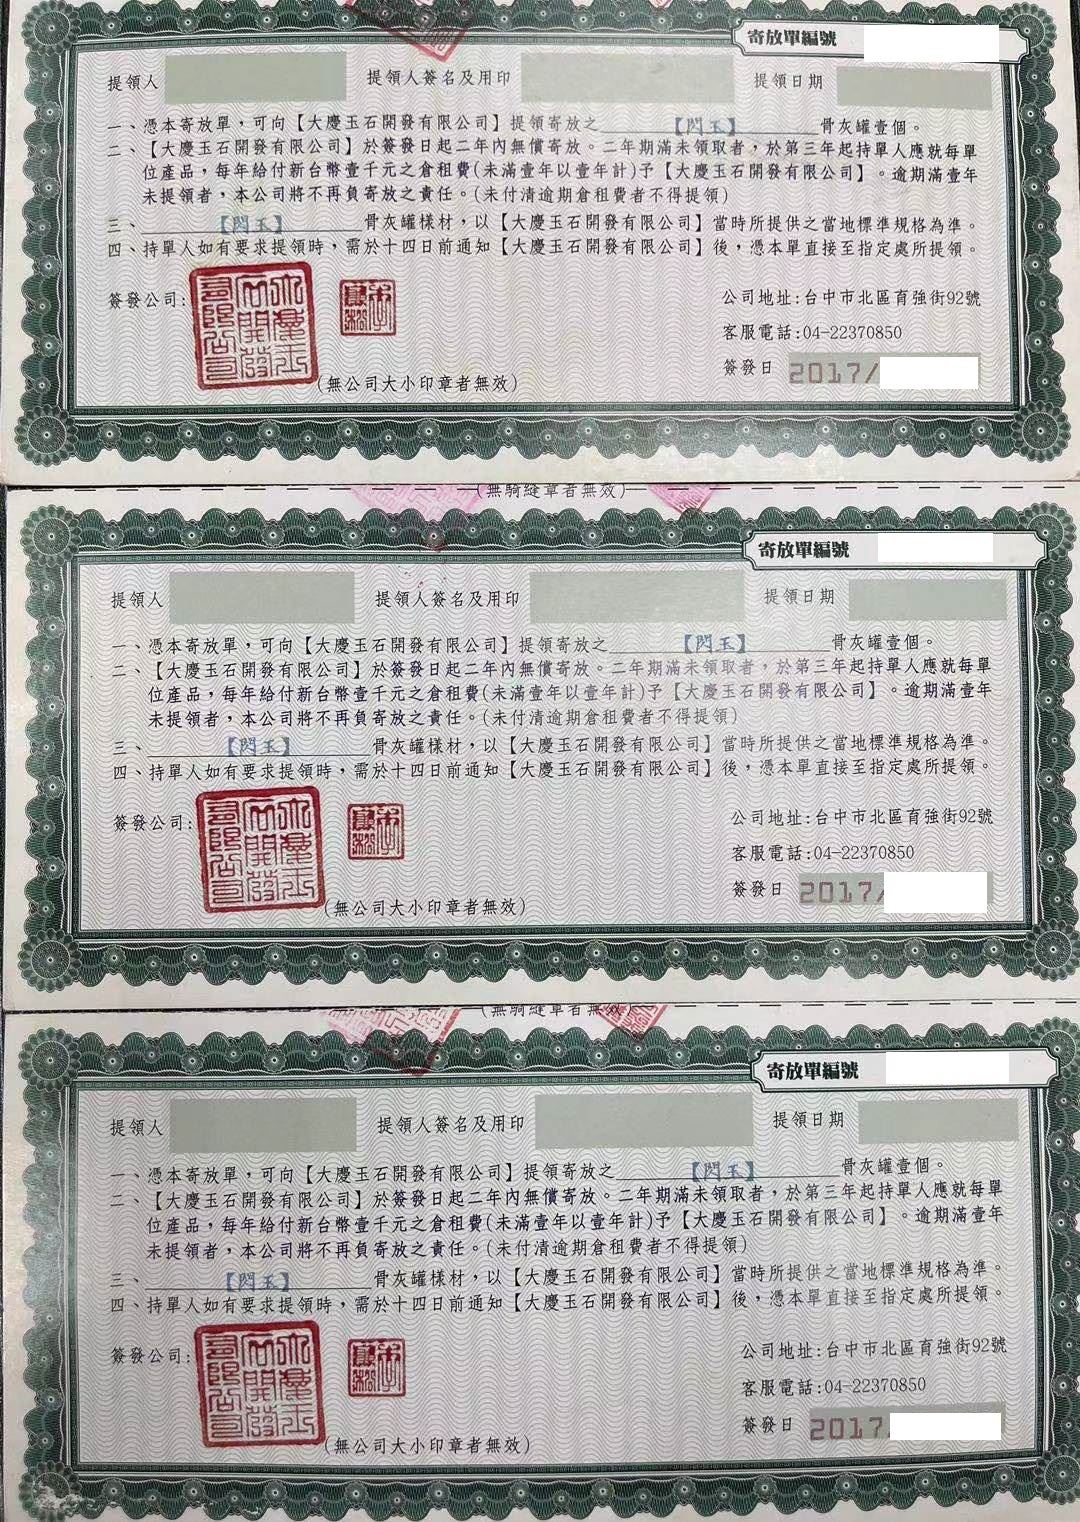 寄放單編號
提領人 提領人簽名及用印 提領日期
一、憑本寄放單，可向【大慶玉石開發有限公司】提領寄放之【閃玉】骨灰罐壹個。
二、【大慶玉石開發有限公司】於簽發日起二年內無償寄放。二年期滿未領取者，於第三年起持單人應就每單
位產品，每年給付新台幣壹千元之倉租費(未滿壹年以壹年計)予【大慶玉石開發有限公司】。逾期滿壹年
未提領者，本公司將不再負寄放之責任。(未付清逾期倉租費者不得提領)
三、【閃玉】骨灰罐樣材，以【大慶玉石開發有限公司】當時所提供之當地標準規格為準。
四、持單人如有要求提領時，需於十四日前通知【大慶玉石開發有限公司】後，憑本單直接至指定處所提領。
簽發公司: 大慶玉石開發有限公司
公司地址:台中市北區育強街92號
客服電話:04-22370850
簽發日 2017/
(無公司大小印章者無效)
(無騎縫章者無效)
寄放單編號
提領人 提領人簽名及用印 提領日期
一、憑本寄放單，可向【大慶玉石開發有限公司】提領寄放之【閃玉】骨灰罐壹個。
二、【大慶玉石開發有限公司】於簽發日起二年內無償寄放。二年期滿未領取者，於第三年起持單人應就每單
位產品，每年給付新台幣壹千元之倉租費(未滿壹年以壹年計)予【大慶玉石開發有限公司】。逾期滿壹年
未提領者，本公司將不再負寄放之責任。(未付清逾期倉租費者不得提領)
三、【閃玉】骨灰罐樣材，以【大慶玉石開發有限公司】當時所提供之當地標準規格為準。
四、持單人如有要求提領時，需於十四日前通知【大慶玉石開發有限公司】後，憑本單直接至指定處所提領。
簽發公司: 大慶玉石開發有限公司
公司地址:台中市北區育強街92號
客服電話:04-22370850
簽發日 2017/
(無公司大小印章者無效)
(無騎縫章者無效)
寄放單編號
提領人 提領人簽名及用印 提領日期
一、憑本寄放單，可向【大慶玉石開發有限公司】提領寄放之【閃玉】骨灰罐壹個。
二、【大慶玉石開發有限公司】於簽發日起二年內無償寄放。二年期滿未領取者，於第三年起持單人應就每單
位產品，每年給付新台幣壹千元之倉租費(未滿壹年以壹年計)予【大慶玉石開發有限公司】。逾期滿壹年
未提領者，本公司將不再負寄放之責任。(未付清逾期倉租費者不得提領)
三、【閃玉】骨灰罐樣材，以【大慶玉石開發有限公司】當時所提供之當地標準規格為準。
四、持單人如有要求提領時，需於十四日前通知【大慶玉石開發有限公司】後，憑本單直接至指定處所提領。
簽發公司: 大慶玉石開發有限公司
公司地址:台中市北區育強街92號
客服電話:04-22370850
簽發日 2017
(無公司大小印章者無效)